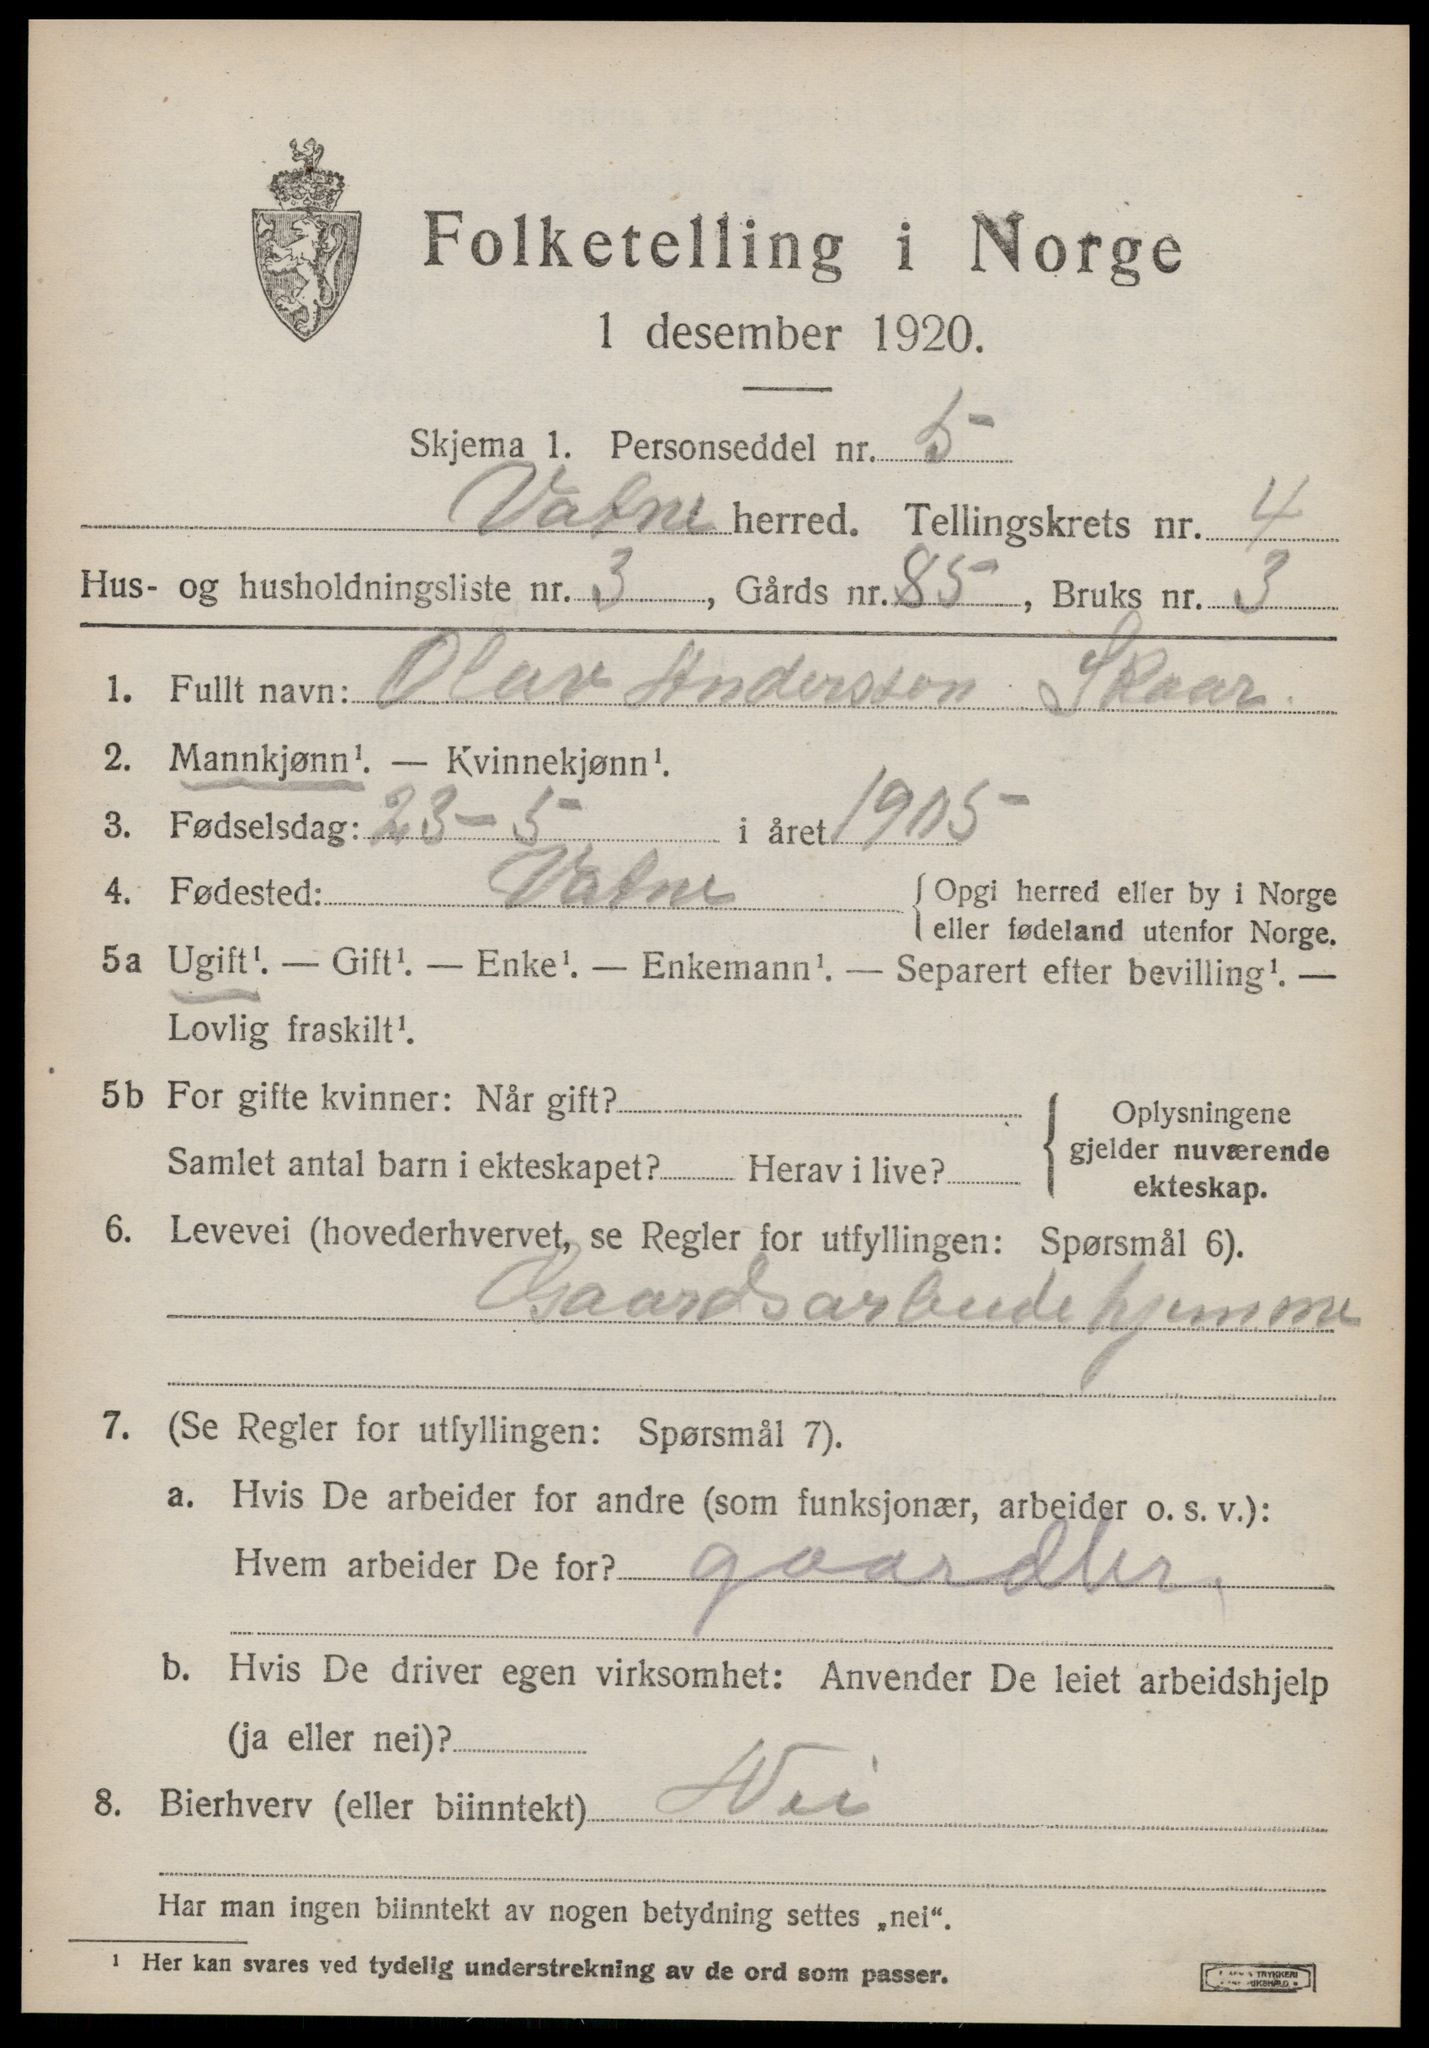 Folketelling i Norge
1 desember 1920.
Skjema 1. Personseddel nr. 5
Vatne herred. Tellingskrets nr. 4
Hus- og husholdningsliste nr. 3, Gårds nr. 85, Bruks nr. 3
1. Fullt navn: Olav Andersson Skaar.
2. Mannkjønn¹. — Kvinnekjønn¹.
3. Fødselsdag: 23-5 i året 1905
4. Fødested: Vatne { Opgi herred eller by i Norge
eller fødeland utenfor Norge.
5a Ugift¹. — Gift¹. — Enke¹. — Enkemann¹. — Separert efter bevilling¹. —
Lovlig fraskilt¹.
5b For gifte kvinner: Når gift?
Samlet antal barn i ekteskapet? Herav i live?
{ Oplysningene
gjelder nuværende
ekteskap.
6. Levevei (hovederhvervet, se Regler for utfyllingen: Spørsmål 6).
Gaardsarbeide hjemme
7. (Se Regler for utfyllingen: Spørsmål 7).
a. Hvis De arbeider for andre (som funksjonær, arbeider o. s. v.):
Hvem arbeider De for? gaardbr.
b. Hvis De driver egen virksomhet: Anvender De leiet arbeidshjelp
(ja eller nei)?
8. Bierhverv (eller biinntekt) Nei
Har man ingen biinntekt av nogen betydning settes „nei“.
¹ Her kan svares ved tydelig understrekning av de ord som passer.
TRYKKERI